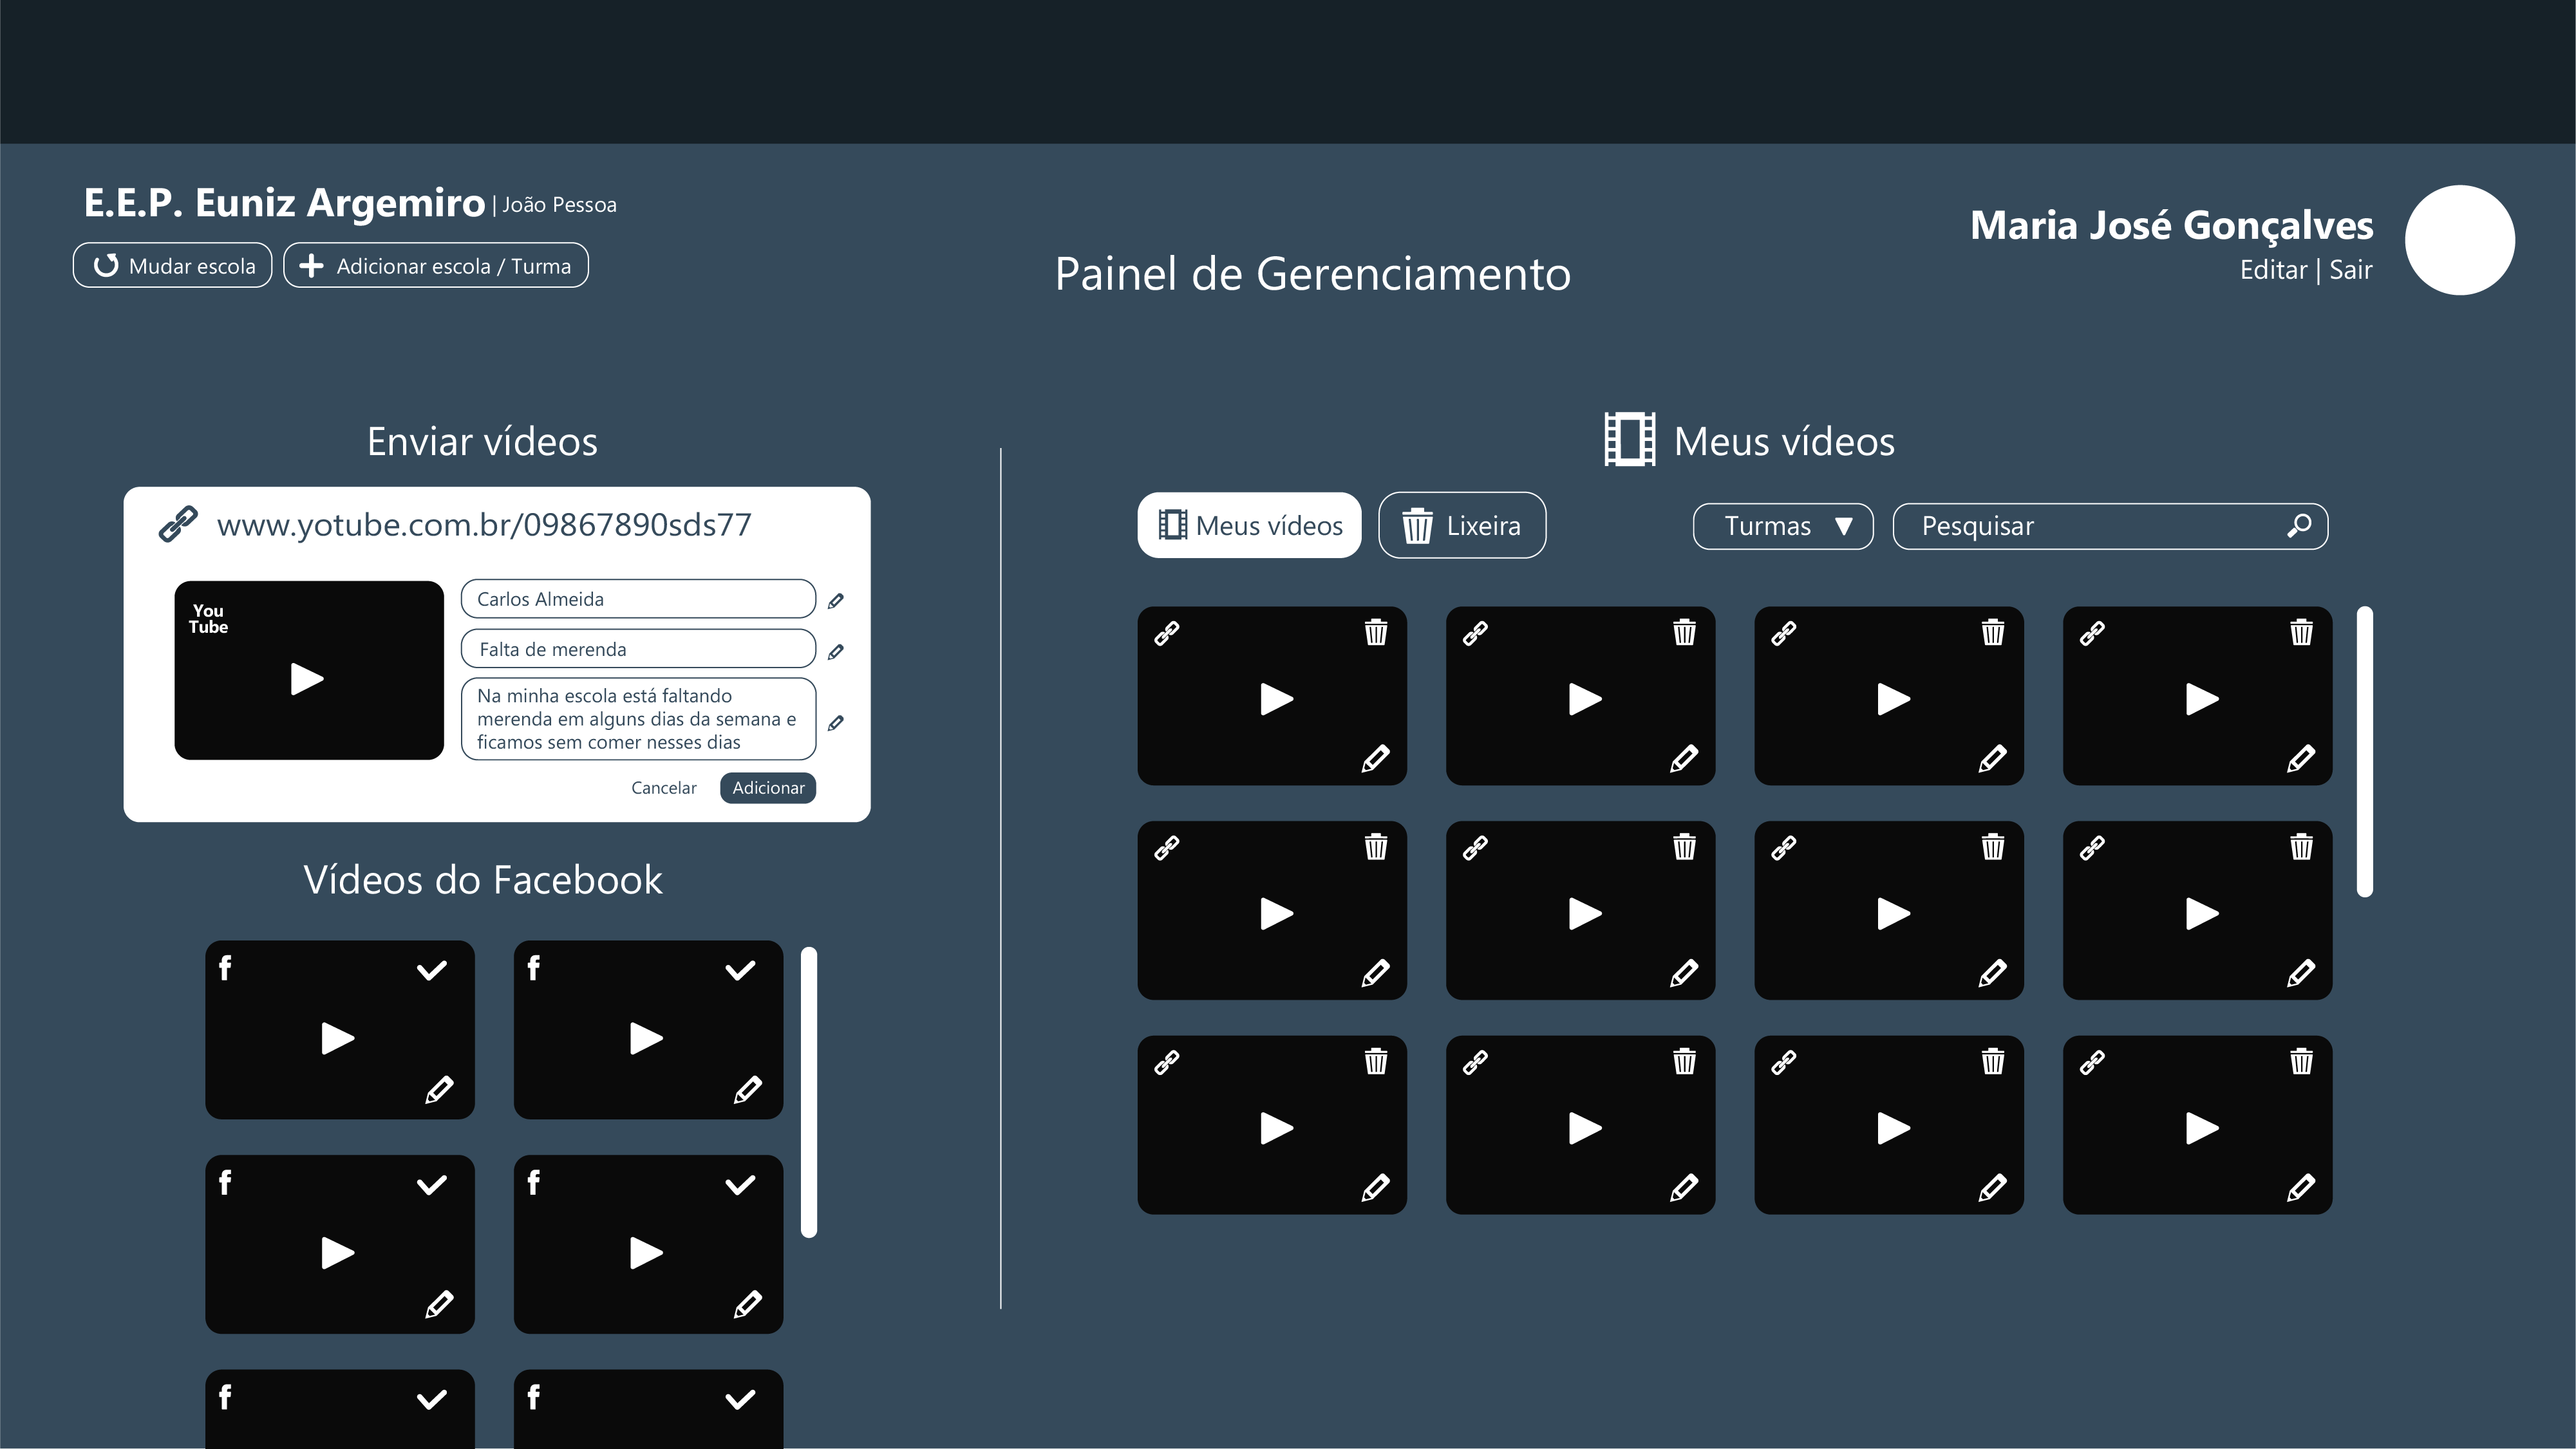 E.E.P. Euniz Argemiro | João Pessoa
Mudar escola
Adicionar escola / Turma
Painel de Gerenciamento
Maria José Gonçalves
Editar | Sair
Enviar vídeos
www.yotube.com.br/09867890sds77
You
Tube
Carlos Almeida
Falta de merenda
Na minha escola está faltando
merenda em alguns dias da semana e
ficamos sem comer nesses dias
Cancelar
Adicionar
Vídeos do Facebook
f
f
f
f
f
f
Meus vídeos
Meus vídeos
Lixeira
Turmas
Pesquisar